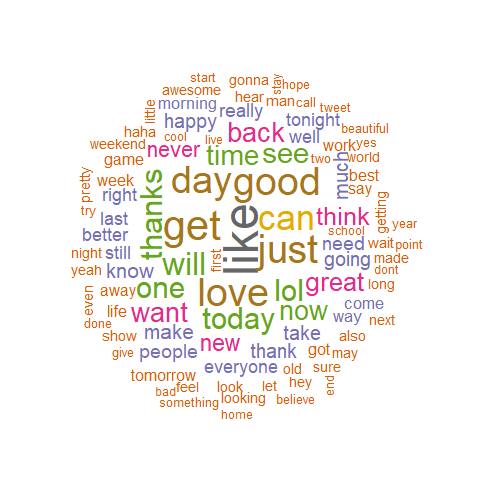 start gonna stay hope
awesome hear man call
little morning really tweet
haha happy tonight beautiful
cool live well
weekend never back work yes
game time see two world
pretty week thanks day good much best
right say
try like can think getting
last get school year
better just need wait point
night still will first going made
yeah know dont
even away one love lol great long
life want today now way come next
done show make new take also
give people thank got may
tomorrow everyone old sure
bad feel look let hey end
something looking believe
home